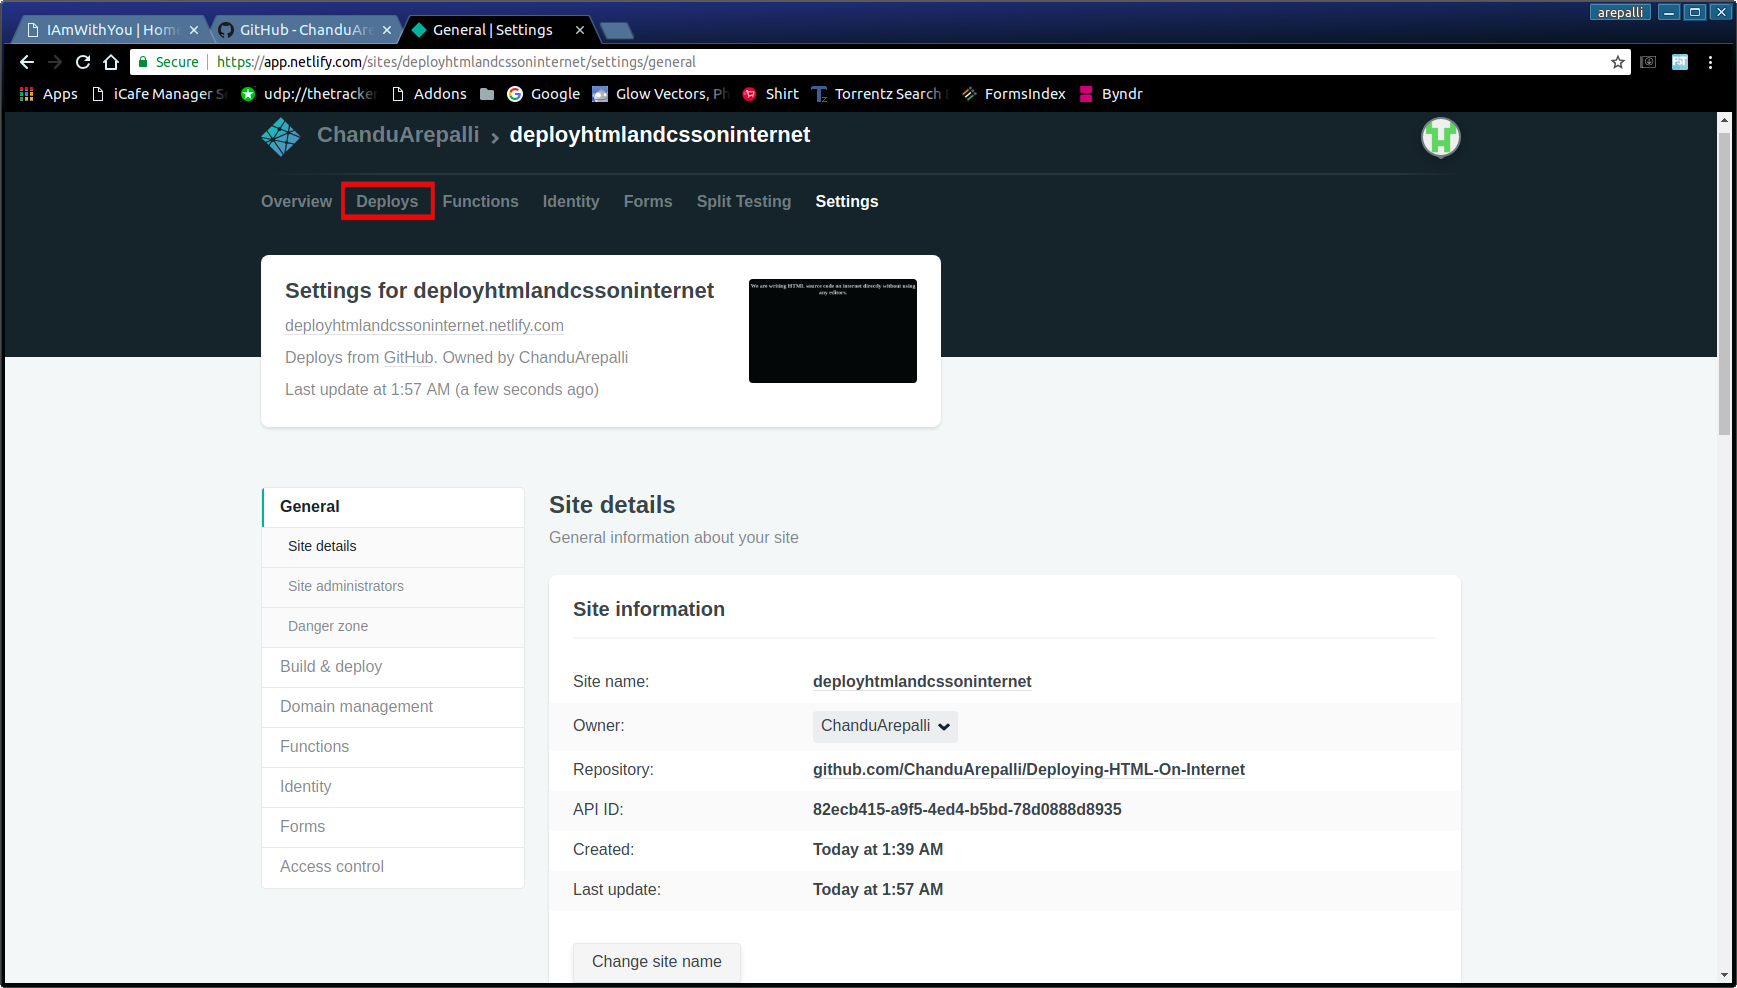 arepalli
IAmWithYou | Home
GitHub - ChanduAre
General | Settings
Secure
https://app.netlify.com/sites/deployhtmlandcssoninternet/settings/general
Apps
iCafe Manager S
udp://thetracker
Addons
Google
Glow Vectors, Ph
Shirt
Torrentz Search
FormsIndex
Byndr
ChanduArepalli › deployhtmlandcssoninternet
Overview
Deploys
Functions
Identity
Forms
Split Testing
Settings
Settings for deployhtmlandcssoninternet
deployhtmlandcssoninternet.netlify.com
Deploys from GitHub. Owned by ChanduArepalli
Last update at 1:57 AM (a few seconds ago)
We are writing HTML source code on internet directly without using
any editors.
General
Site details
Site administrators
Danger zone
Build & deploy
Domain management
Functions
Identity
Forms
Access control
Site details
General information about your site
Site information
Site name: deployhtmlandcssoninternet
Owner: ChanduArepalli
Repository: github.com/ChanduArepalli/Deploying-HTML-On-Internet
API ID: 82ecb415-a9f5-4ed4-b5bd-78d0888d8935
Created: Today at 1:39 AM
Last update: Today at 1:57 AM
Change site name